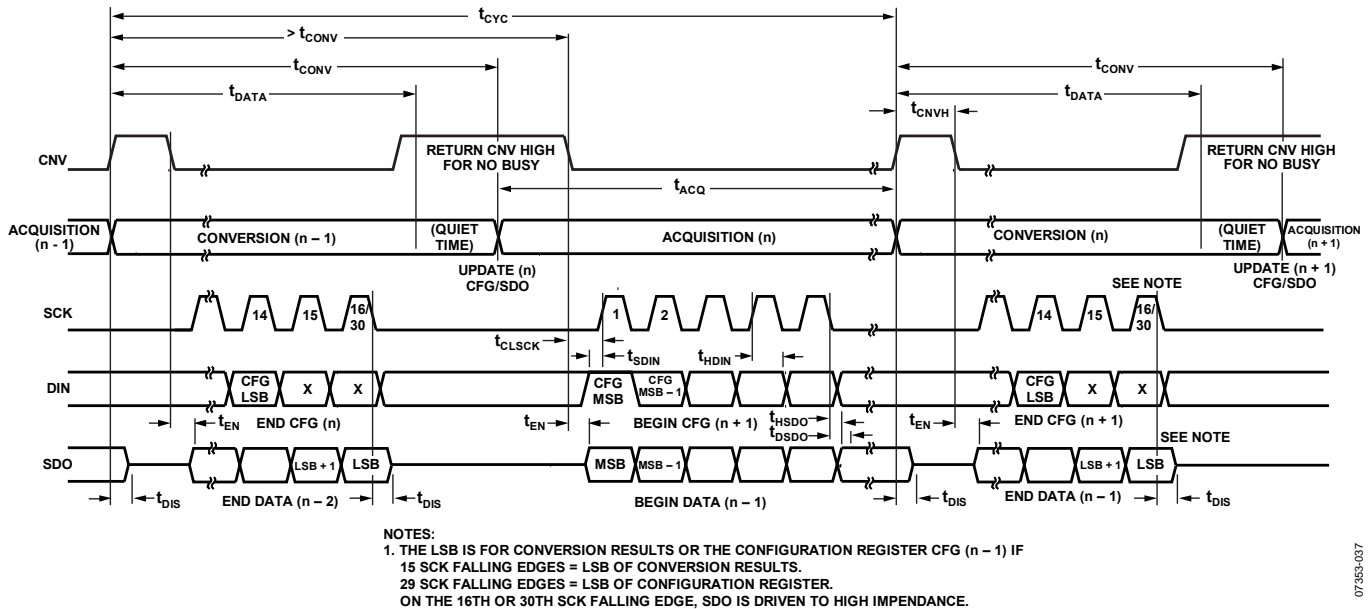 tCYC
> tCONV
tCONV
tCONV
tDATA
tDATA
tCNVH
CNV
RETURN CNV HIGH
FOR NO BUSY
RETURN CNV HIGH
FOR NO BUSY
tACQ
ACQUISITION
(n - 1)
CONVERSION (n – 1)
(QUIET
TIME)
ACQUISITION (n)
CONVERSION (n)
(QUIET
TIME)
ACQUISITION
(n + 1)
UPDATE (n)
CFG/SDO
UPDATE (n + 1)
CFG/SDO
SEE NOTE
SCK
14
15
16/
30
1
2
14
15
16/
30
tCLSCK
tSDIN
tHDIN
DIN
CFG
LSB
X
X
CFG
MSB
CFG
MSB – 1
CFG
LSB
X
X
tEN
END CFG (n)
tEN
BEGIN CFG (n + 1)
tHSDO
tDSDO
tEN
END CFG (n + 1)
SEE NOTE
SDO
LSB + 1
LSB
MSB
MSB – 1
LSB + 1
LSB
tDIS
END DATA (n – 2)
tDIS
BEGIN DATA (n – 1)
tDIS
END DATA (n – 1)
tDIS
NOTES:
1. THE LSB IS FOR CONVERSION RESULTS OR THE CONFIGURATION REGISTER CFG (n – 1) IF
15 SCK FALLING EDGES = LSB OF CONVERSION RESULTS.
29 SCK FALLING EDGES = LSB OF CONFIGURATION REGISTER.
ON THE 16TH OR 30TH SCK FALLING EDGE, SDO IS DRIVEN TO HIGH IMPENDANCE.
07353-037